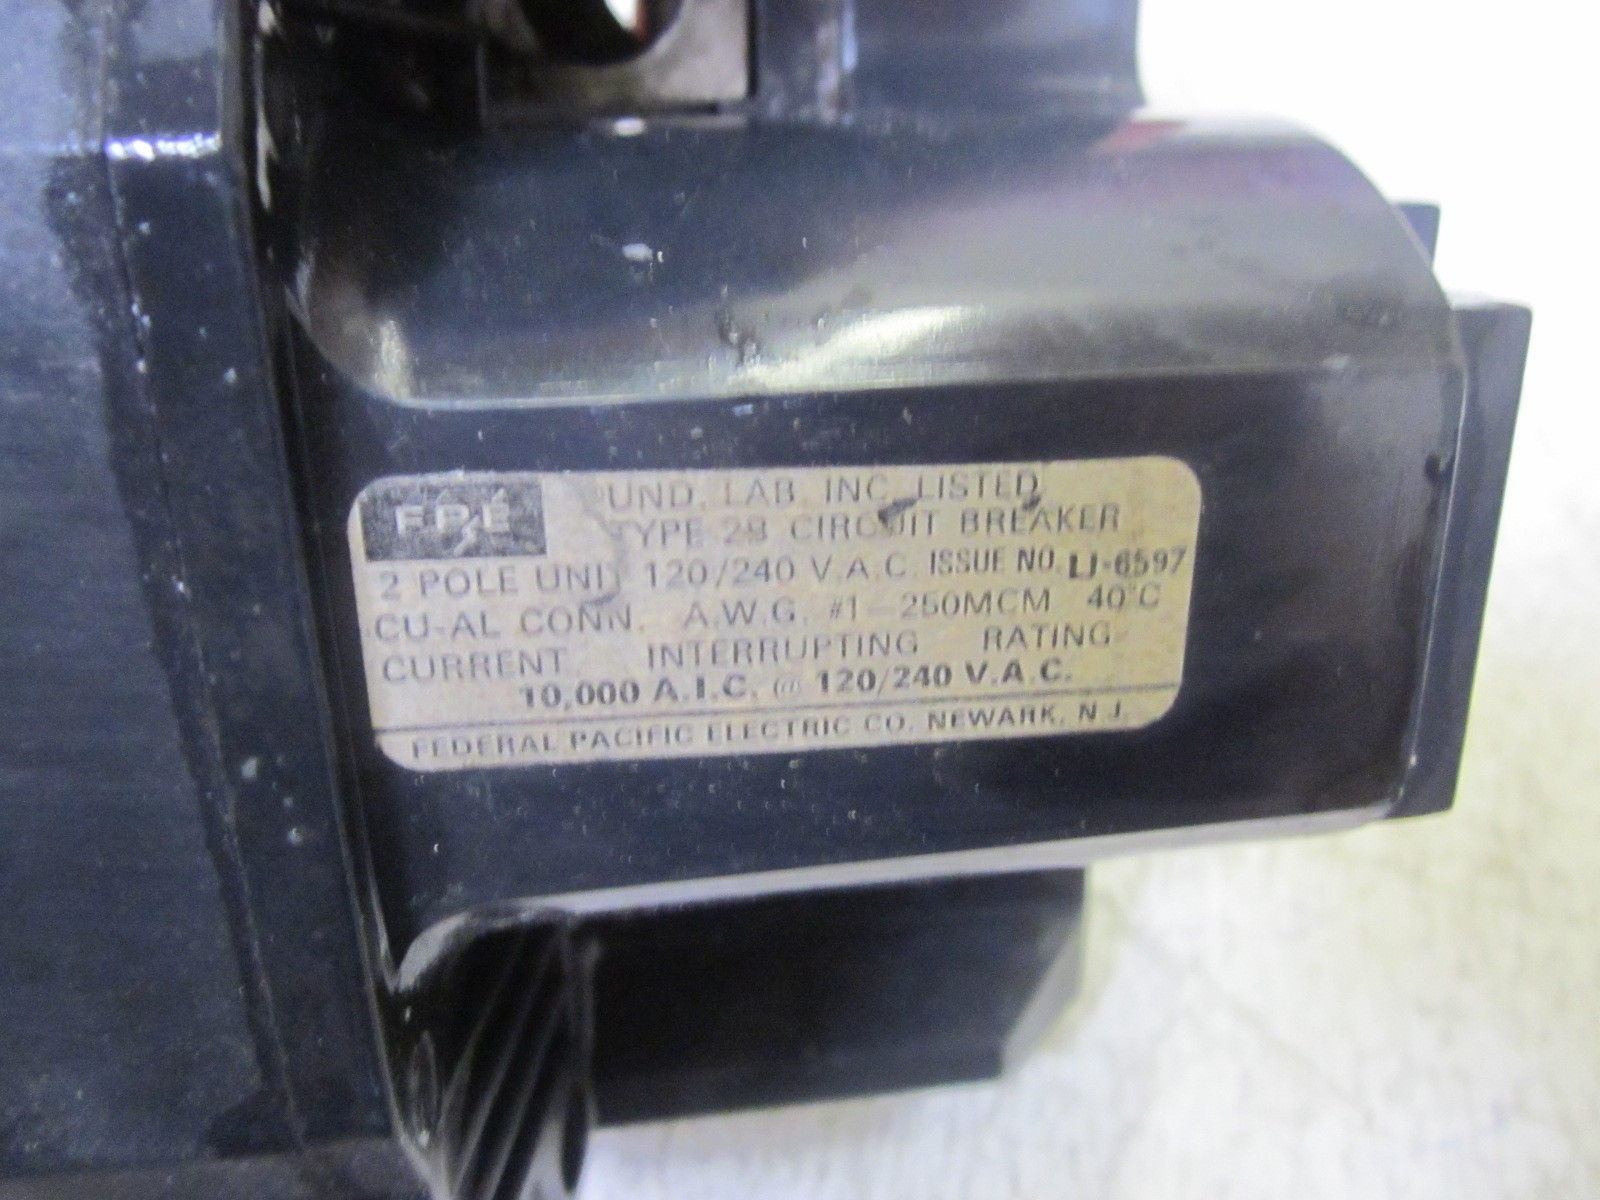 FPE
UND. LAB. INC. LISTED
TYPE 2B CIRCUIT BREAKER
2 POLE UNIT 120/240 V.A.C. ISSUE NO. LJ-6597
CU-AL CONN. A.W.G. #1-250MCM 40°C
CURRENT INTERRUPTING RATING
10,000 A.I.C. @ 120/240 V.A.C.
FEDERAL PACIFIC ELECTRIC CO. NEWARK, N.J.